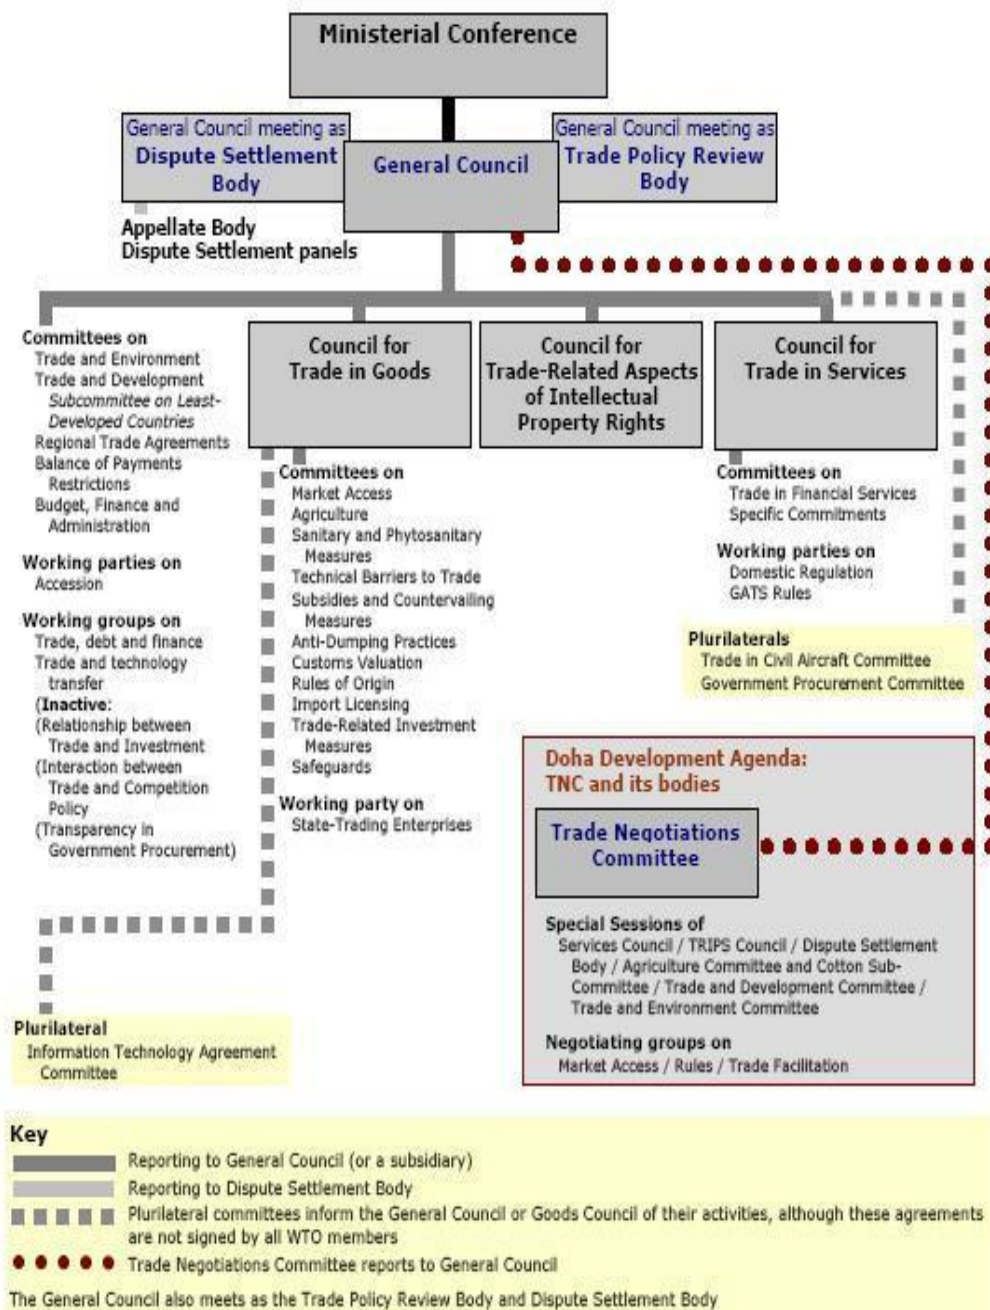 Ministerial Conference
General Council meeting as
Dispute Settlement
Body
General Council
General Council meeting as
Trade Policy Review
Body
Appellate Body
Dispute Settlement panels
Committees on
Trade and Environment
Trade and Development
Subcommittee on Least-
Developed Countries
Regional Trade Agreements
Balance of Payments
Restrictions
Budget, Finance and
Administration
Working parties on
Accession
Working groups on
Trade, debt and finance
Trade and technology
transfer
(Inactive:
(Relationship between
Trade and Investment
(Interaction between
Trade and Competition
Policy
(Transparency in
Government Procurement)
Council for
Trade in Goods
Committees on
Market Access
Agriculture
Sanitary and Phytosanitary
Measures
Technical Barriers to Trade
Subsidies and Countervailing
Measures
Anti-Dumping Practices
Customs Valuation
Rules of Origin
Import Licensing
Trade-Related Investment
Measures
Safeguards
Working party on
State-Trading Enterprises
Council for
Trade-Related Aspects
of Intellectual
Property Rights
Council for
Trade in Services
Committees on
Trade in Financial Services
Specific Commitments
Working parties on
Domestic Regulation
GATS Rules
Plurilaterals
Trade in Civil Aircraft Committee
Government Procurement Committee
Doha Development Agenda:
TNC and its bodies
Trade Negotiations
Committee
Special Sessions of
Services Council / TRIPS Council / Dispute Settlement
Body / Agriculture Committee and Cotton Sub-
Committee / Trade and Development Committee /
Trade and Environment Committee
Negotiating groups on
Market Access / Rules / Trade Facilitation
Plurilateral
Information Technology Agreement
Committee
Key
Reporting to General Council (or a subsidiary)
Reporting to Dispute Settlement Body
Plurilateral committees inform the General Council or Goods Council of their activities, although these agreements
are not signed by all WTO members
Trade Negotiations Committee reports to General Council
The General Council also meets as the Trade Policy Review Body and Dispute Settlement Body